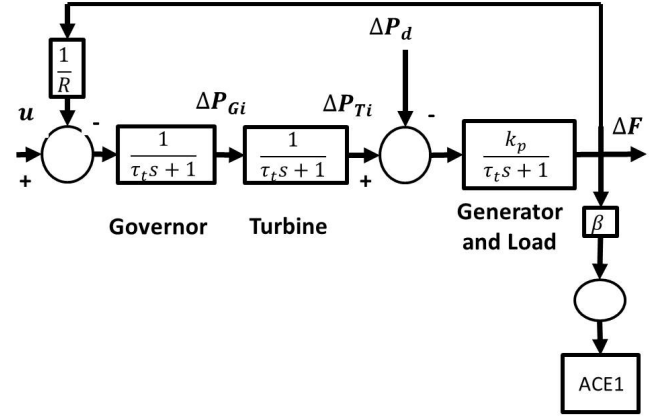 ΔP_d
1
R
u
-
ΔP_Gi
ΔP_Ti
-
ΔF
1
τ_t s + 1
1
τ_t s + 1
k_p
τ_t s + 1
+
+
Governor
Turbine
Generator
and Load
β
ACE1